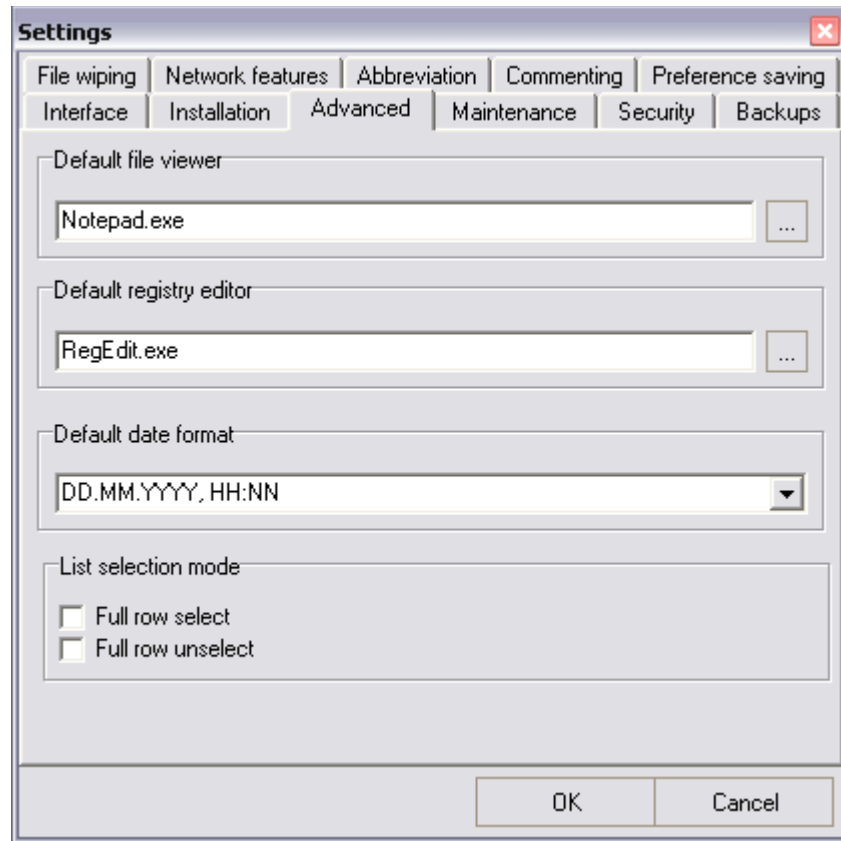 Settings
File wiping Network features Abbreviation Commenting Preference saving
Interface Installation Advanced Maintenance Security Backups
Default file viewer
Notepad.exe ...
Default registry editor
RegEdit.exe ...
Default date format
DD.MM.YYYY, HH:NN
List selection mode
Full row select
Full row unselect
OK Cancel